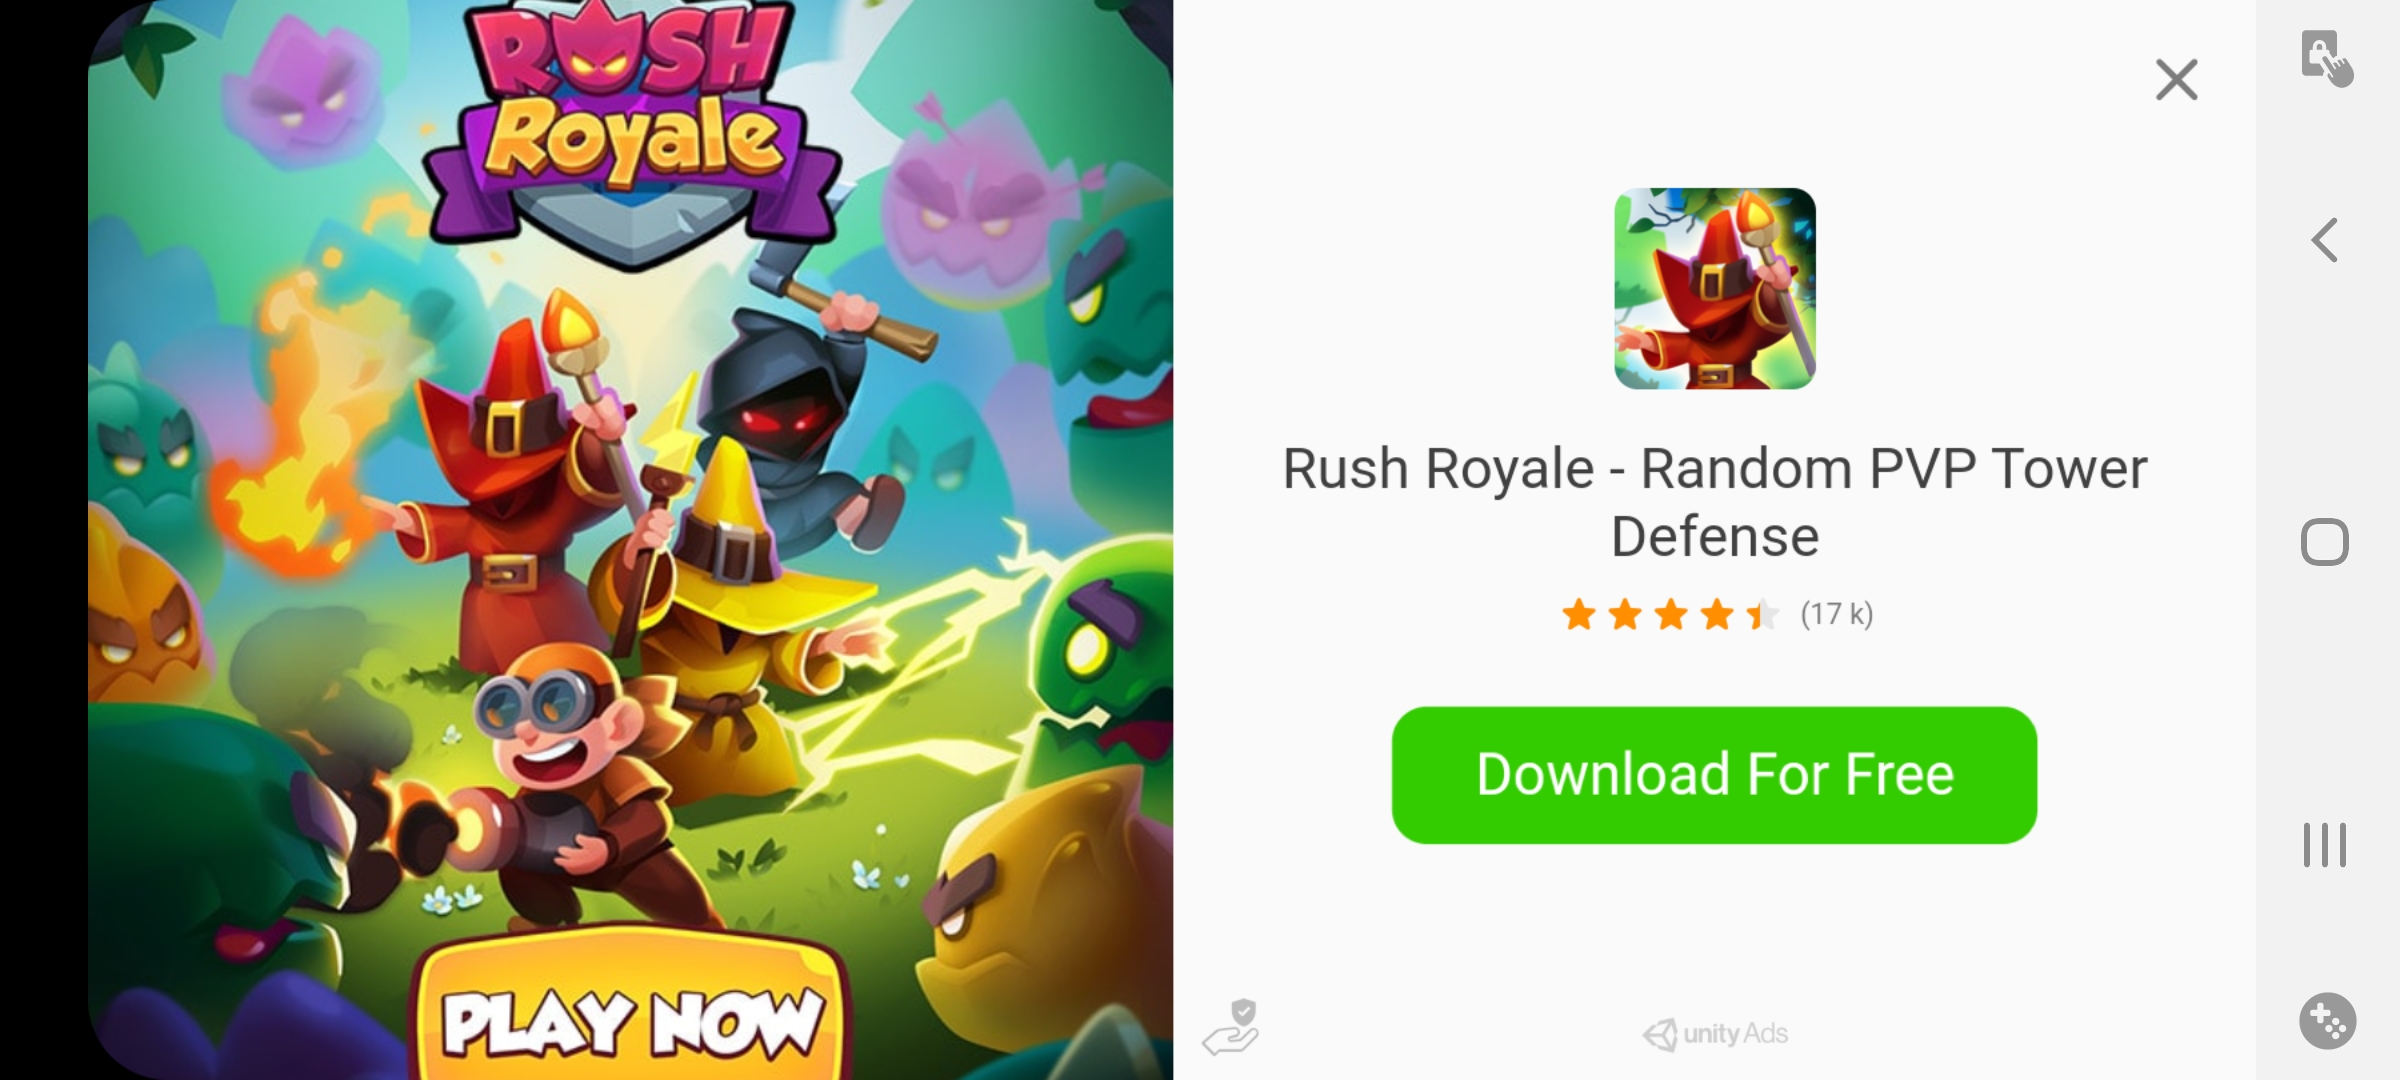 RUSH
Royale
PLAY NOW
Rush Royale - Random PVP Tower
Defense
(17 k)
Download For Free
unity Ads